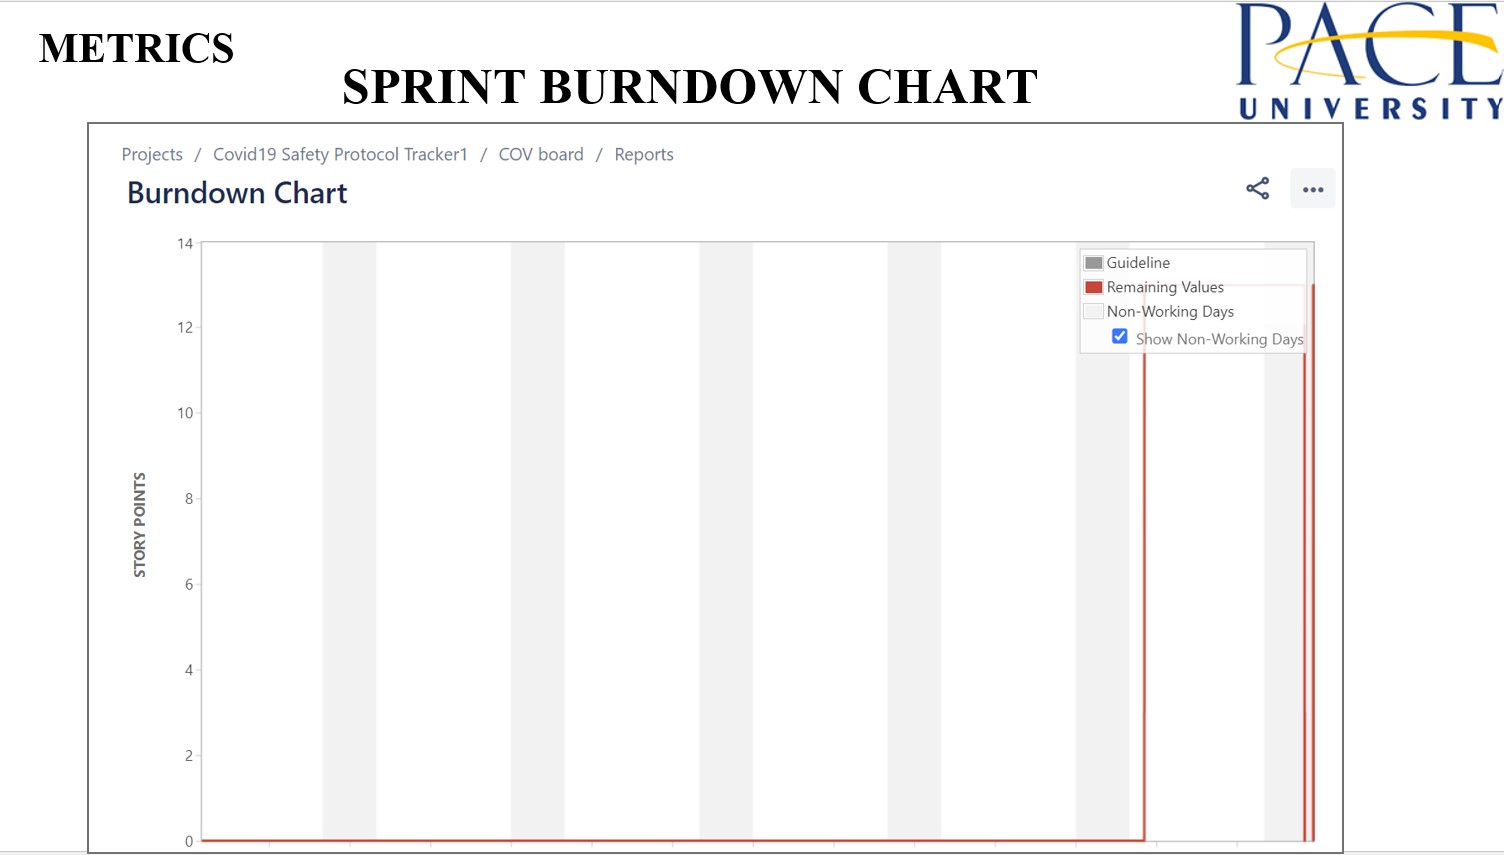 METRICS
SPRINT BURNDOWN CHART
PACE
UNIVERSITY
Projects / Covid19 Safety Protocol Tracker1 / COV board / Reports
Burndown Chart
14
12
10
8
6
4
2
0
STORY POINTS
Guideline
Remaining Values
Non-Working Days
Show Non-Working Days